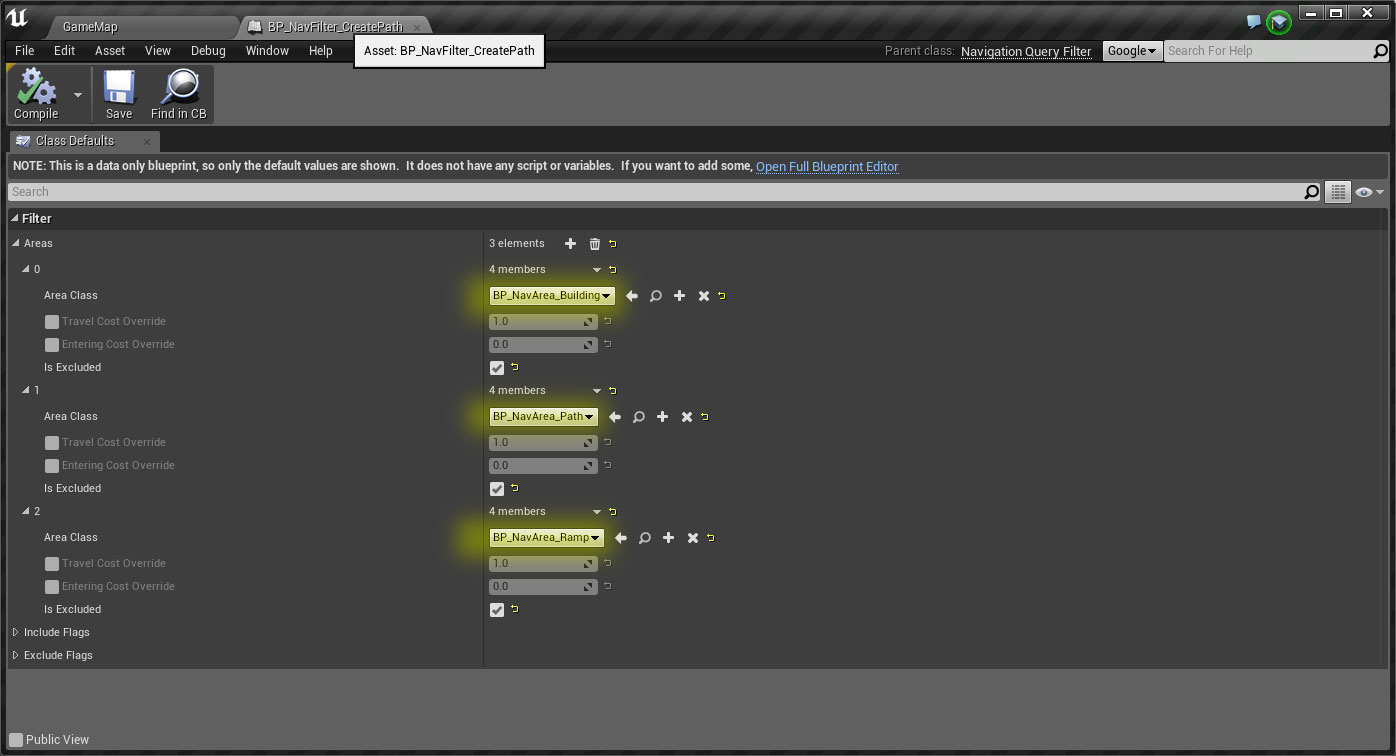 GameMap
BP_NavFilter_CreatePath
File Edit Asset View Debug Window Help
Asset: BP_NavFilter_CreatePath
Parent class: Navigation Query Filter
Google
Search For Help
Compile
Save
Find in CB
Class Defaults
NOTE: This is a data only blueprint, so only the default values are shown.  It does not have any script or variables.  If you want to add some, Open Full Blueprint Editor
Search
Filter
Areas 3 elements
0 4 members
Area Class BP_NavArea_Building
Travel Cost Override 1.0
Entering Cost Override 0.0
Is Excluded
1 4 members
Area Class BP_NavArea_Path
Travel Cost Override 1.0
Entering Cost Override 0.0
Is Excluded
2 4 members
Area Class BP_NavArea_Ramp
Travel Cost Override 1.0
Entering Cost Override 0.0
Is Excluded
Include Flags
Exclude Flags
Public View